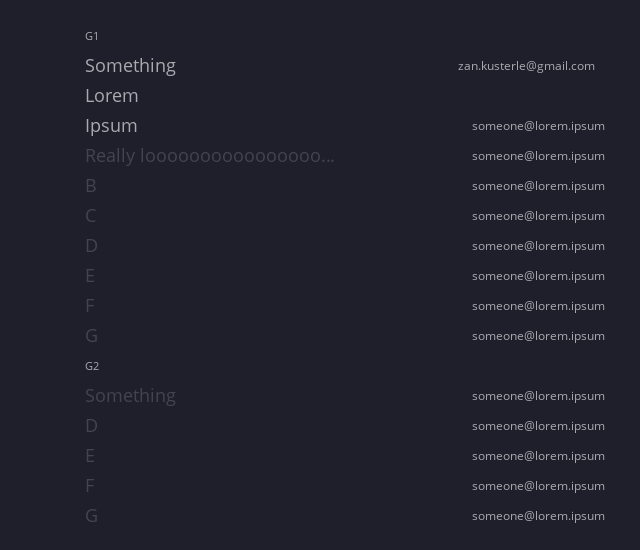 G1
Something zan.kusterle@gmail.com
Lorem
Ipsum someone@lorem.ipsum
Really loooooooooooooooo... someone@lorem.ipsum
B someone@lorem.ipsum
C someone@lorem.ipsum
D someone@lorem.ipsum
E someone@lorem.ipsum
F someone@lorem.ipsum
G someone@lorem.ipsum
G2
Something someone@lorem.ipsum
D someone@lorem.ipsum
E someone@lorem.ipsum
F someone@lorem.ipsum
G someone@lorem.ipsum